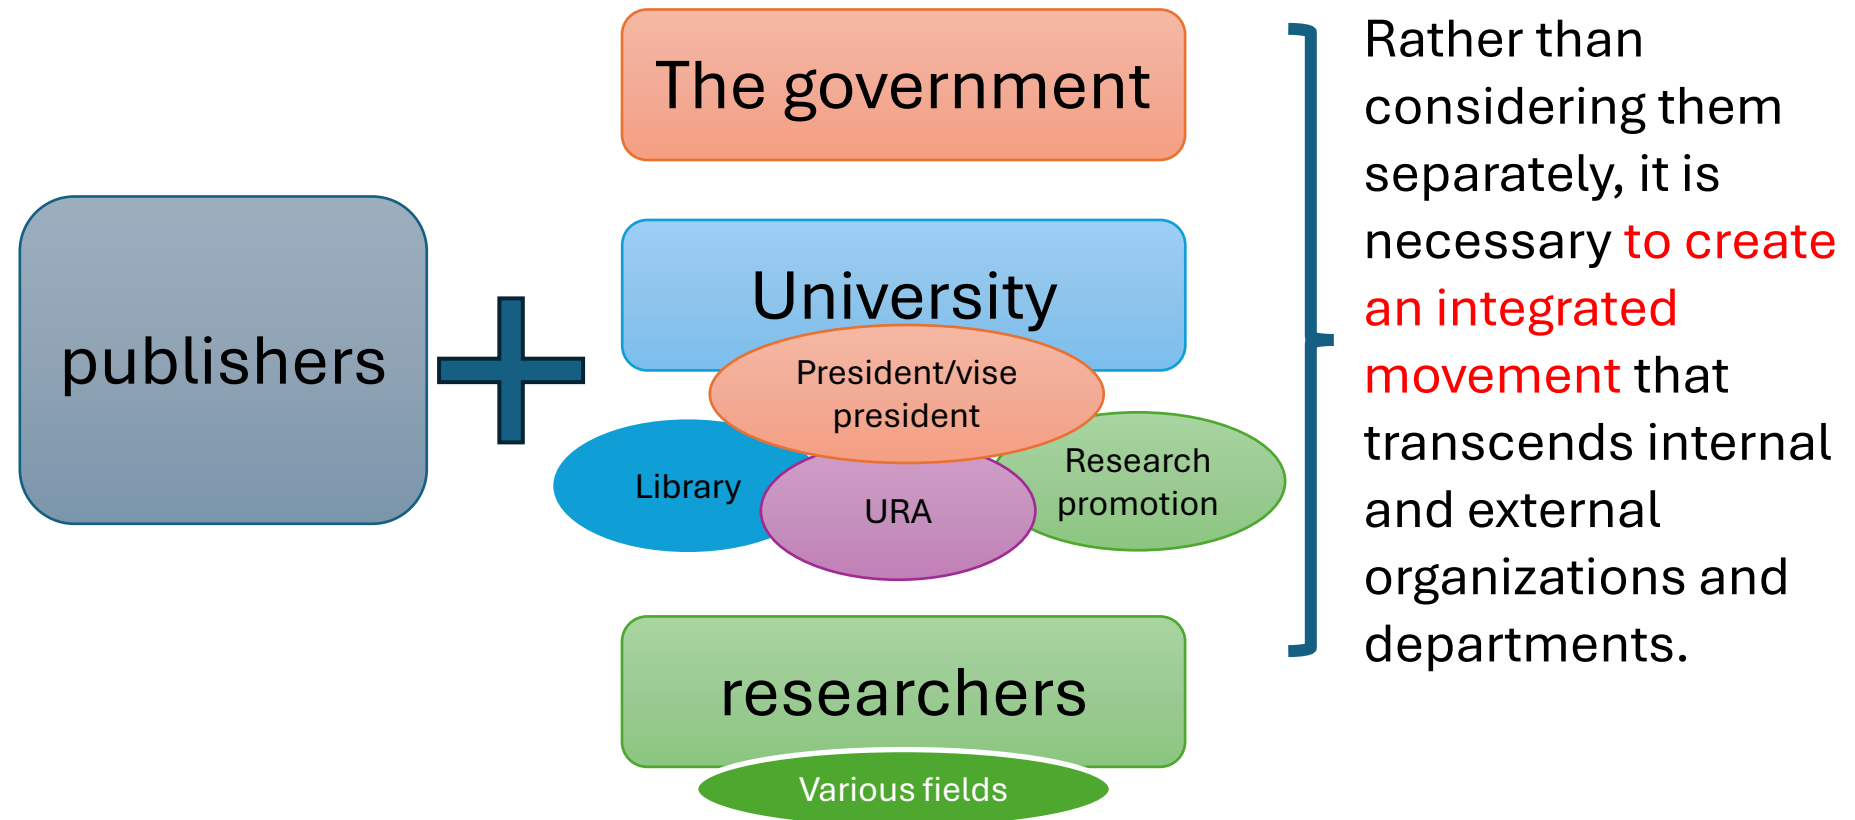 publishers
The government
University
President/vise
president
Library
URA
Research
promotion
researchers
Various fields
Rather than
considering them
separately, it is
necessary to create
an integrated
movement that
transcends internal
and external
organizations and
departments.